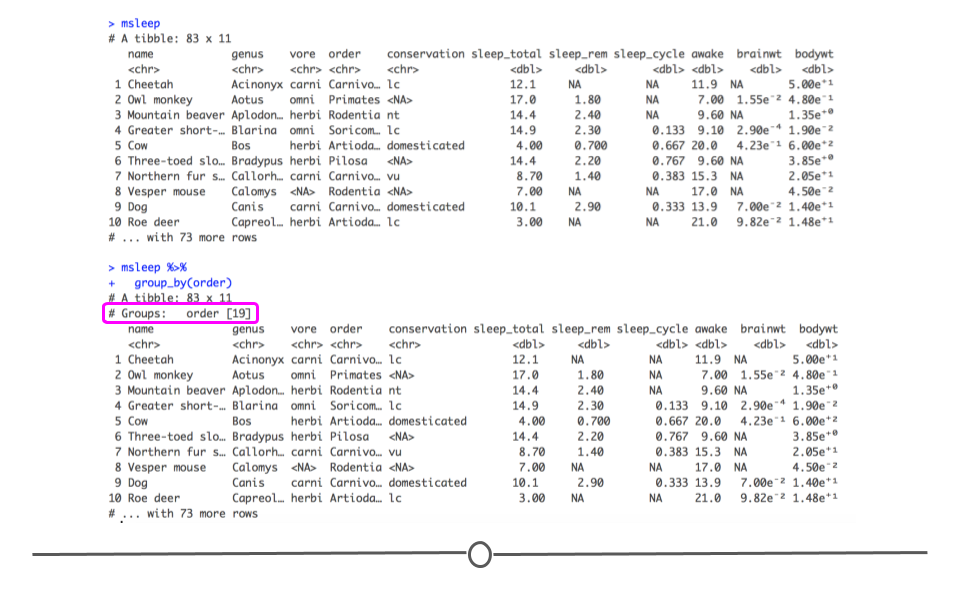 > msleep
# A tibble: 83 x 11
name genus vore order conservation sleep_total sleep_rem sleep_cycle awake brainwt bodywt
<chr> <chr> <chr> <chr> <chr> <dbl> <dbl> <dbl> <dbl> <dbl> <dbl>
1 Cheetah Acinonyx carni Carnivo… lc 12.1 NA NA 11.9 NA 5.00e⁺¹
2 Owl monkey Aotus omni Primates <NA> 17.0 1.80 NA 7.00 1.55e⁻² 4.80e⁻¹
3 Mountain beaver Aplodon… herbi Rodentia nt 14.4 2.40 NA 9.60 NA 1.35e⁺⁰
4 Greater short-… Blarina omni Soricom… lc 14.9 2.30 0.133 9.10 2.90e⁻⁴ 1.90e⁻²
5 Cow Bos herbi Artioda… domesticated 4.00 0.700 0.667 20.0 4.23e⁻¹ 6.00e⁺²
6 Three-toed slo… Bradypus herbi Pilosa <NA> 14.4 2.20 0.767 9.60 NA 3.85e⁺⁰
7 Northern fur s… Callorh… carni Carnivo… vu 8.70 1.40 0.383 15.3 NA 2.05e⁺¹
8 Vesper mouse Calomys <NA> Rodentia <NA> 7.00 NA NA 17.0 NA 4.50e⁻²
9 Dog Canis carni Carnivo… domesticated 10.1 2.90 0.333 13.9 7.00e⁻² 1.40e⁺¹
10 Roe deer Capreol… herbi Artioda… lc 3.00 NA NA 21.0 9.82e⁻² 1.48e⁺¹
# ... with 73 more rows
> msleep %>%
+ group_by(order)
# A tibble: 83 x 11
# Groups: order [19]
name genus vore order conservation sleep_total sleep_rem sleep_cycle awake brainwt bodywt
<chr> <chr> <chr> <chr> <chr> <dbl> <dbl> <dbl> <dbl> <dbl> <dbl>
1 Cheetah Acinonyx carni Carnivo… lc 12.1 NA NA 11.9 NA 5.00e⁺¹
2 Owl monkey Aotus omni Primates <NA> 17.0 1.80 NA 7.00 1.55e⁻² 4.80e⁻¹
3 Mountain beaver Aplodon… herbi Rodentia nt 14.4 2.40 NA 9.60 NA 1.35e⁺⁰
4 Greater short-… Blarina omni Soricom… lc 14.9 2.30 0.133 9.10 2.90e⁻⁴ 1.90e⁻²
5 Cow Bos herbi Artioda… domesticated 4.00 0.700 0.667 20.0 4.23e⁻¹ 6.00e⁺²
6 Three-toed slo… Bradypus herbi Pilosa <NA> 14.4 2.20 0.767 9.60 NA 3.85e⁺⁰
7 Northern fur s… Callorh… carni Carnivo… vu 8.70 1.40 0.383 15.3 NA 2.05e⁺¹
8 Vesper mouse Calomys <NA> Rodentia <NA> 7.00 NA NA 17.0 NA 4.50e⁻²
9 Dog Canis carni Carnivo… domesticated 10.1 2.90 0.333 13.9 7.00e⁻² 1.40e⁺¹
10 Roe deer Capreol… herbi Artioda… lc 3.00 NA NA 21.0 9.82e⁻² 1.48e⁺¹
# ... with 73 more rows